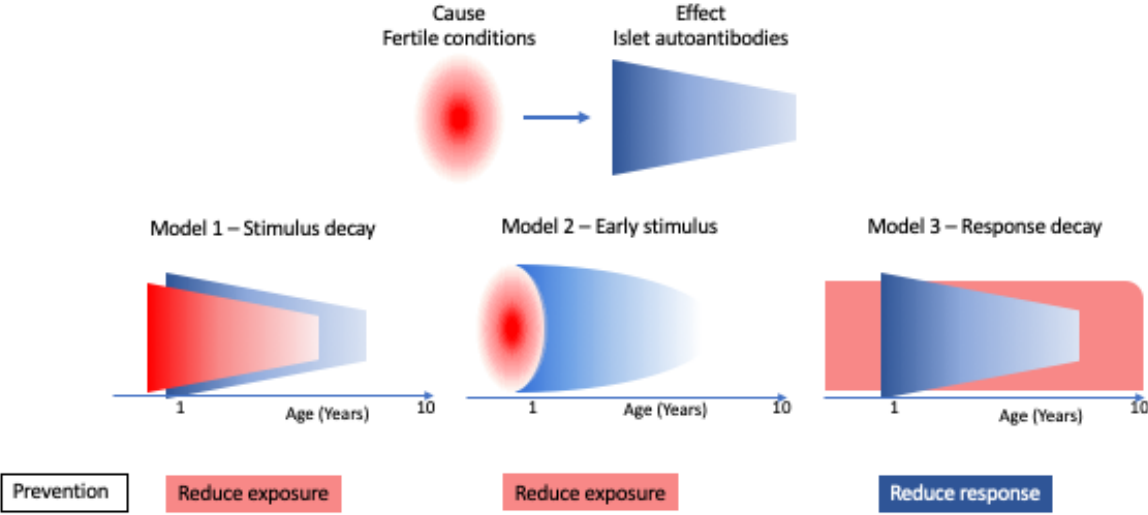 Cause
Fertile conditions
Effect
Islet autoantibodies
Model 1 – Stimulus decay
Model 2 – Early stimulus
Model 3 – Response decay
1
Age (Years)
10
1
Age (Years)
10
1
Age (Years)
10
Prevention
Reduce exposure
Reduce exposure
Reduce response